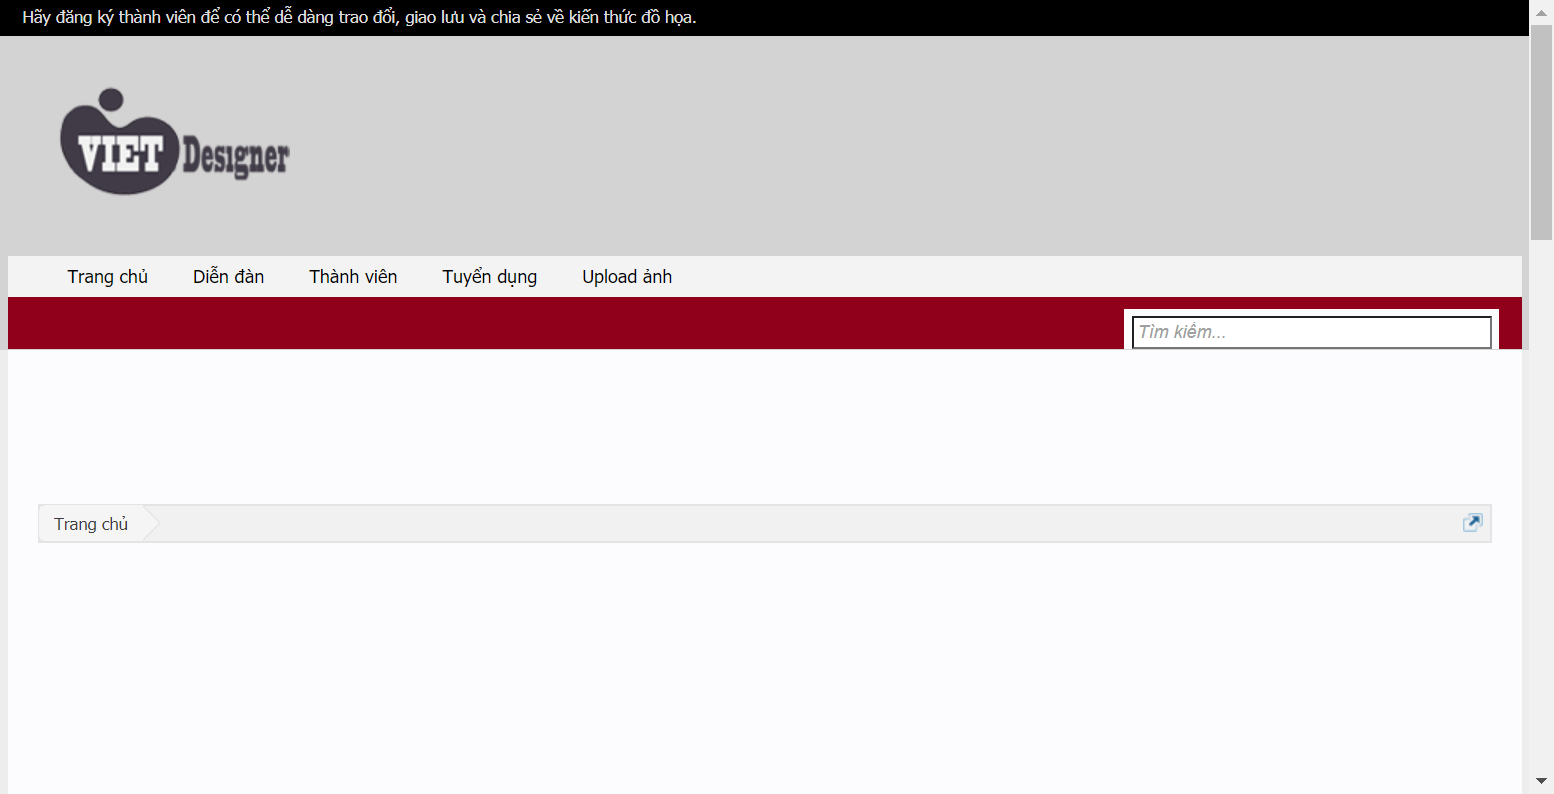 Hãy đăng ký thành viên để có thể dễ dàng trao đổi, giao lưu và chia sẻ về kiến thức đồ họa.
VIET Designer
Trang chủ Diễn đàn Thành viên Tuyển dụng Upload ảnh
Tìm kiếm...
Trang chủ